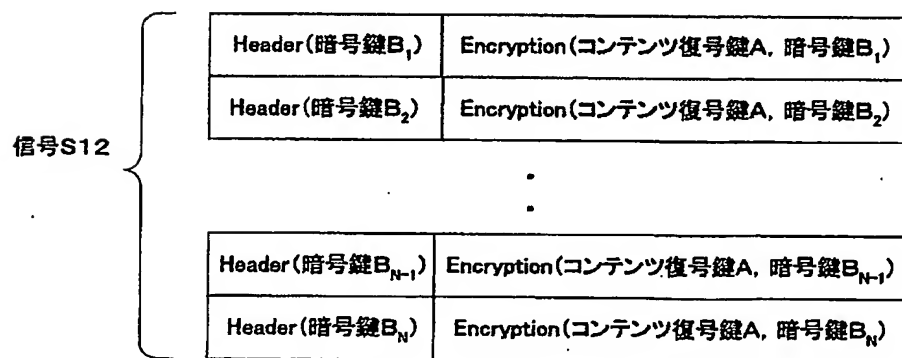 Header(暗号鍵B₁) Encryption(コンテンツ復号鍵A, 暗号鍵B₁)
Header(暗号鍵B₂) Encryption(コンテンツ復号鍵A, 暗号鍵B₂)
信号S12
Header(暗号鍵B_{N-1}) Encryption(コンテンツ復号鍵A, 暗号鍵B_{N-1})
Header(暗号鍵B_N) Encryption(コンテンツ復号鍵A, 暗号鍵B_N)